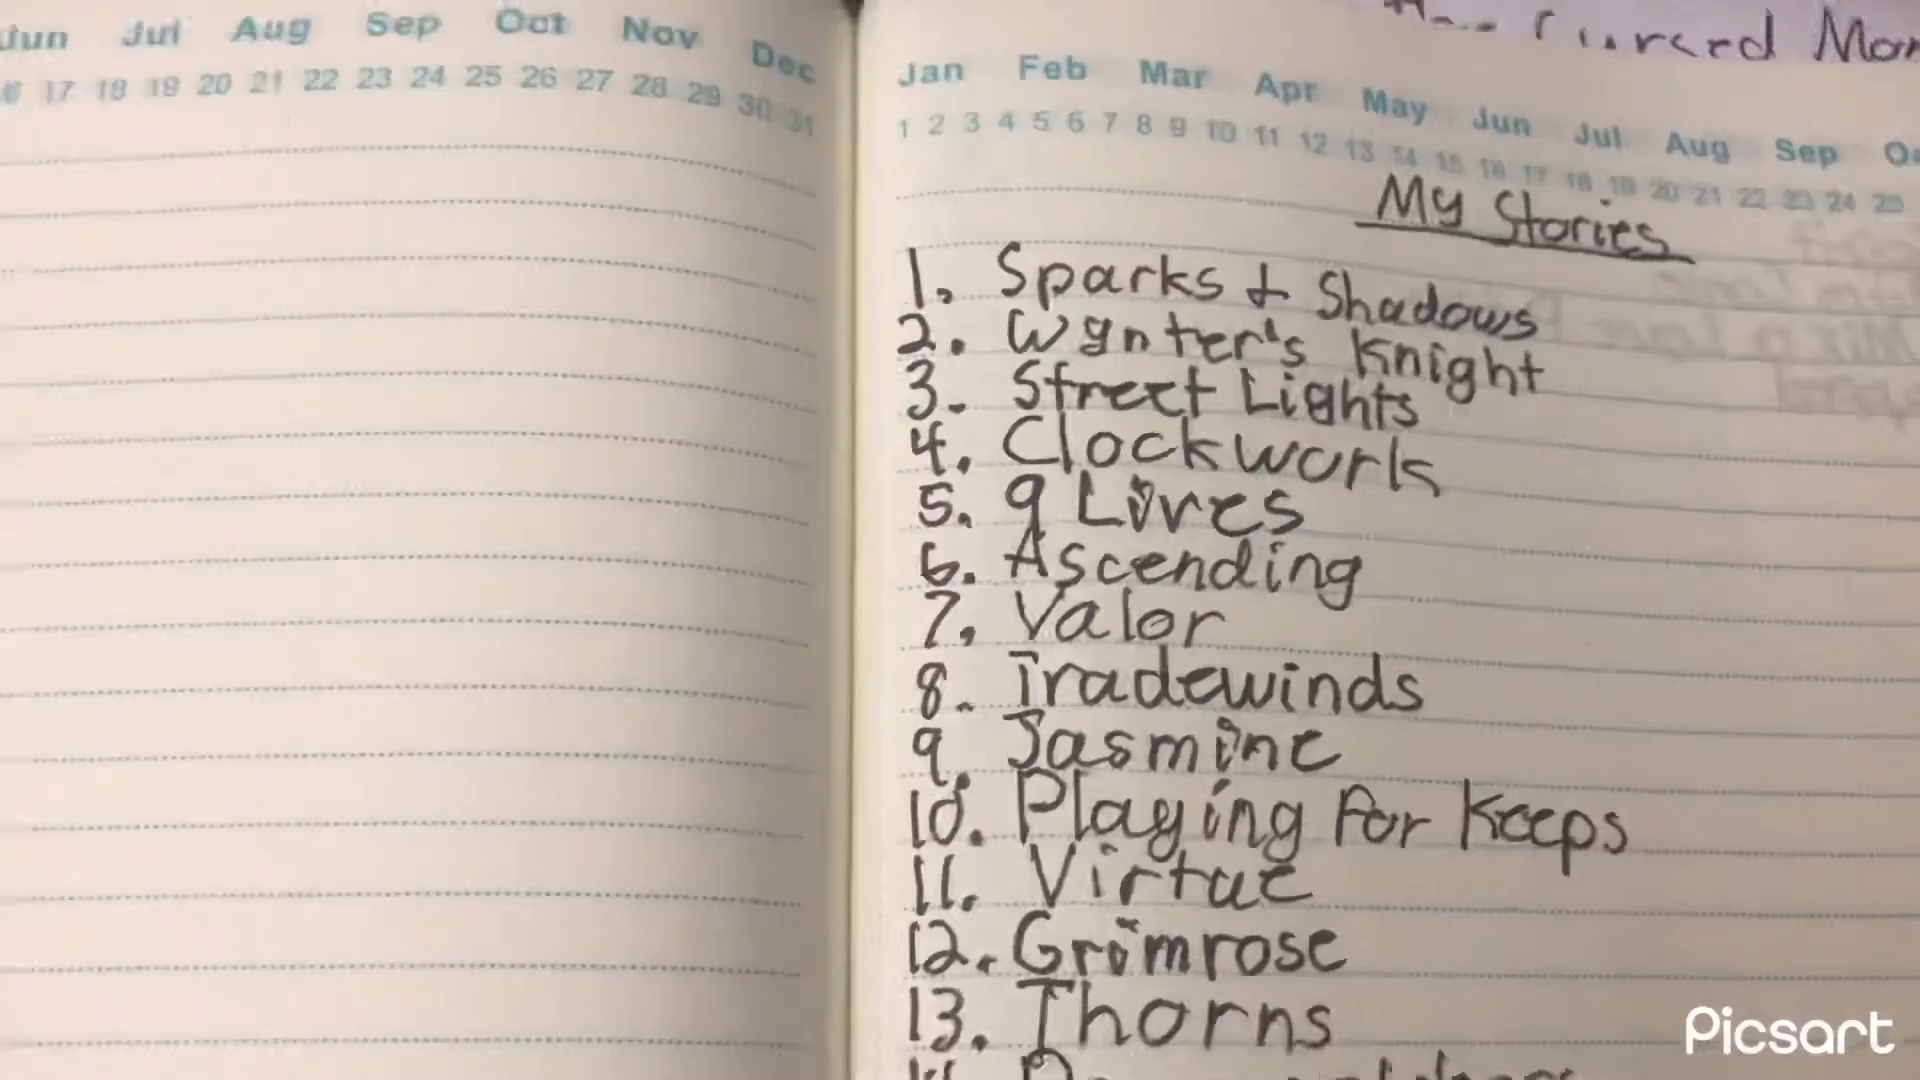 Jun Jul Aug Sep Oct Nov Dec
17 18 19 20 21 22 23 24 25 26 27 28 29 30 31
Jan Feb Mar Apr May Jun Jul Aug Sep
1 2 3 4 5 6 7 8 9 10 11 12 13 14 15 16 17 18 19 20 21 22 23 24 25
My Stories
1. Sparks & Shadows
2. Wynter's Knight
3. Street Lights
4. Clockwork
5. 9 Lives
6. Ascending
7. Valor
8. Tradewinds
9. Jasmine
10. Playing For Keeps
11. Virtue
12. Grimrose
13. Thorns
Picsart